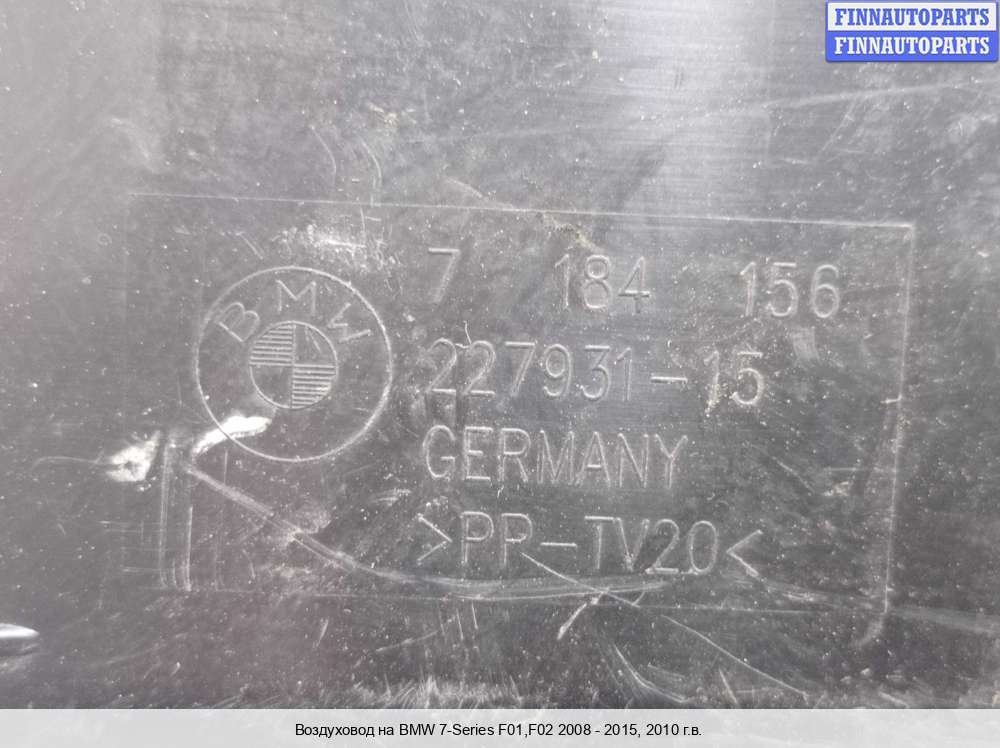 FINNAUTOPARTS
FINNAUTOPARTS
BMW
7 184 156
227931-15
GERMANY
>PP-TV20<
Воздуховод на BMW 7-Series F01,F02 2008 - 2015, 2010 г.в.